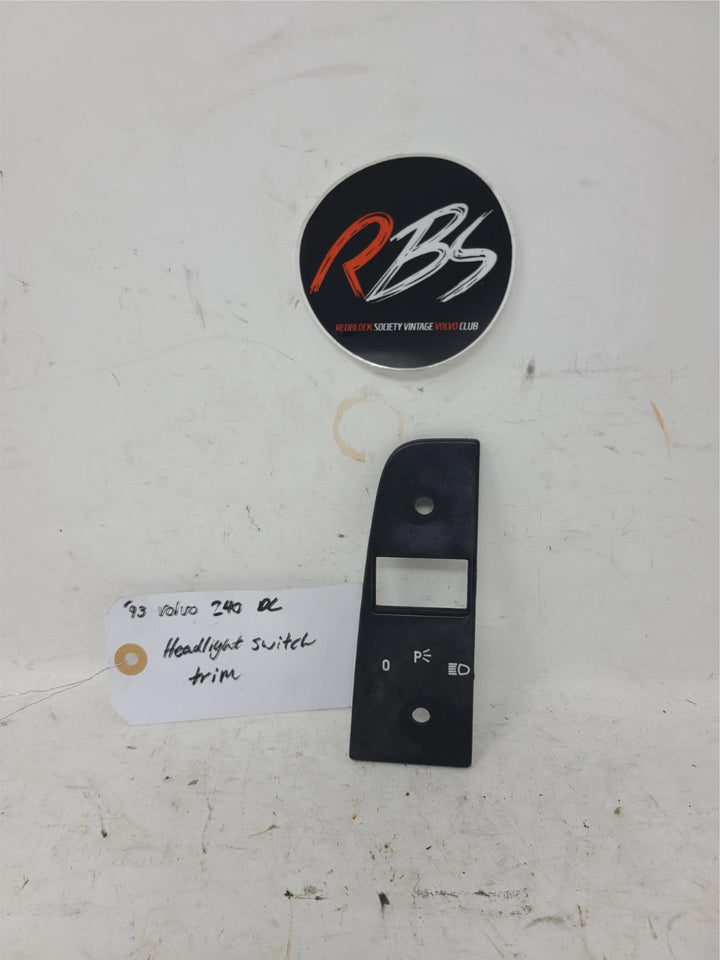 RBS
REDBLOCK SOCIETY VINTAGE VOLVO CLUB
'93 Volvo 240 DL
Headlight switch
trim
0 P